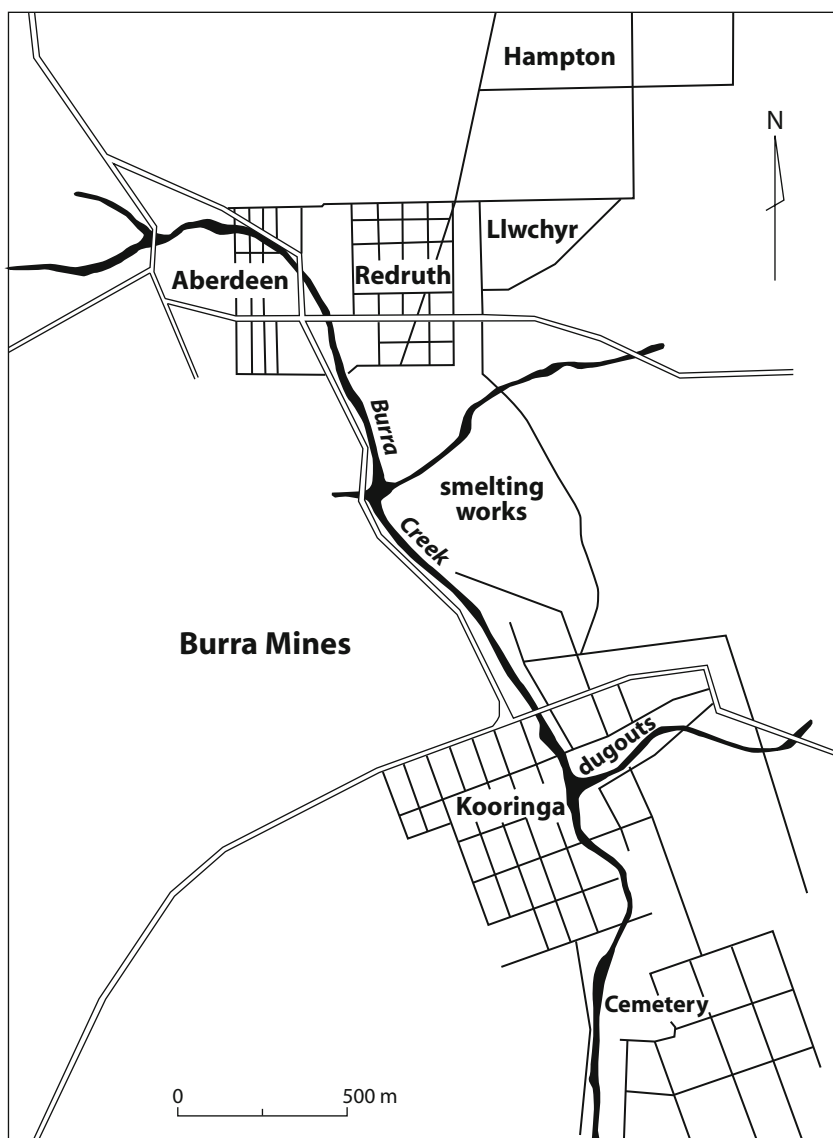 Hampton
N
Llwchyr
Aberdeen
Redruth
Burra
smelting
works
Creek
Burra Mines
dugouts
Kooringa
Cemetery
0 500 m